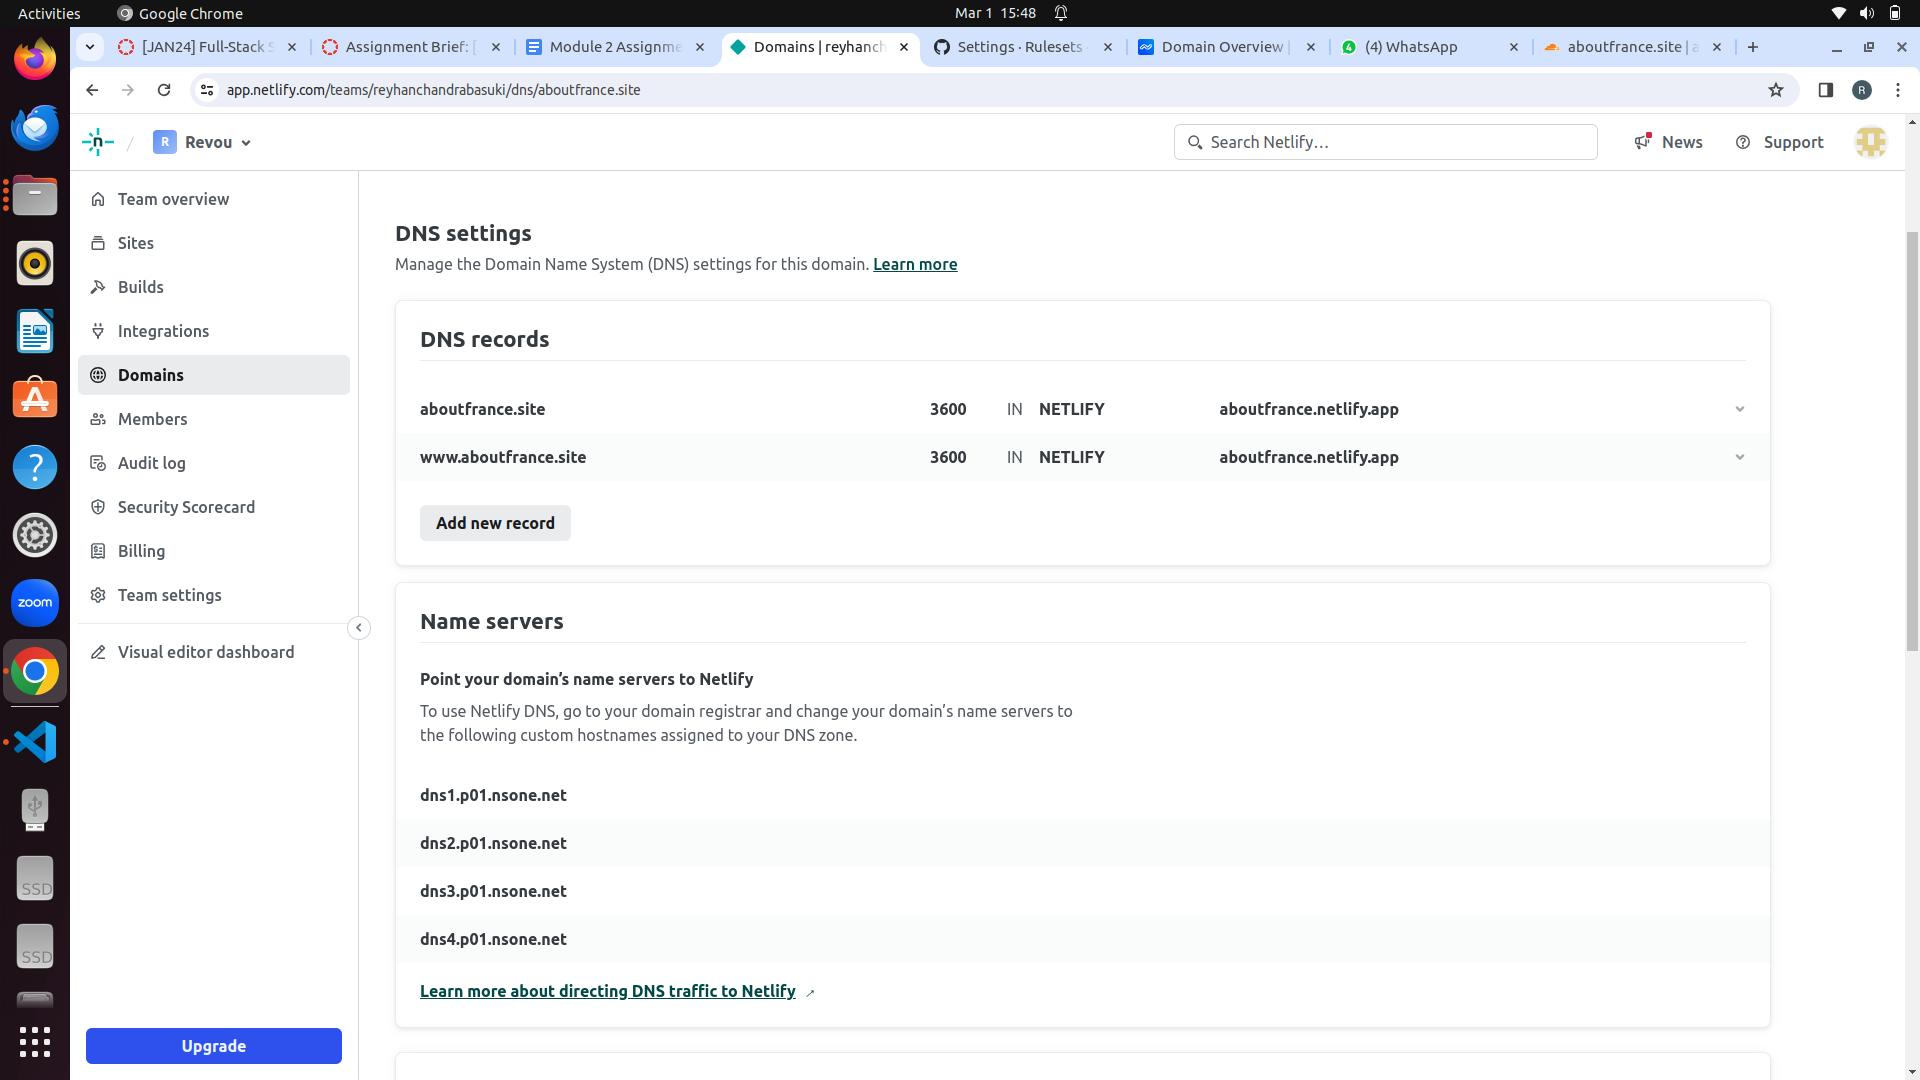 Activities
Google Chrome
Mar 1 15:48
[JAN24] Full-Stack S
Assignment Brief: [
Module 2 Assignme
Domains | reyhanch
Settings · Rulesets
Domain Overview |
(4) WhatsApp
aboutfrance.site | a
app.netlify.com/teams/reyhanchandrabasuki/dns/aboutfrance.site
R
n
R
Revou
Search Netlify…
News
Support
Team overview
Sites
Builds
Integrations
Domains
Members
Audit log
Security Scorecard
Billing
Team settings
Visual editor dashboard
Upgrade
DNS settings
Manage the Domain Name System (DNS) settings for this domain. Learn more
DNS records
aboutfrance.site 3600 IN NETLIFY aboutfrance.netlify.app
www.aboutfrance.site 3600 IN NETLIFY aboutfrance.netlify.app
Add new record
Name servers
Point your domain’s name servers to Netlify
To use Netlify DNS, go to your domain registrar and change your domain’s name servers to
the following custom hostnames assigned to your DNS zone.
dns1.p01.nsone.net
dns2.p01.nsone.net
dns3.p01.nsone.net
dns4.p01.nsone.net
Learn more about directing DNS traffic to Netlify
zoom
SSD
SSD